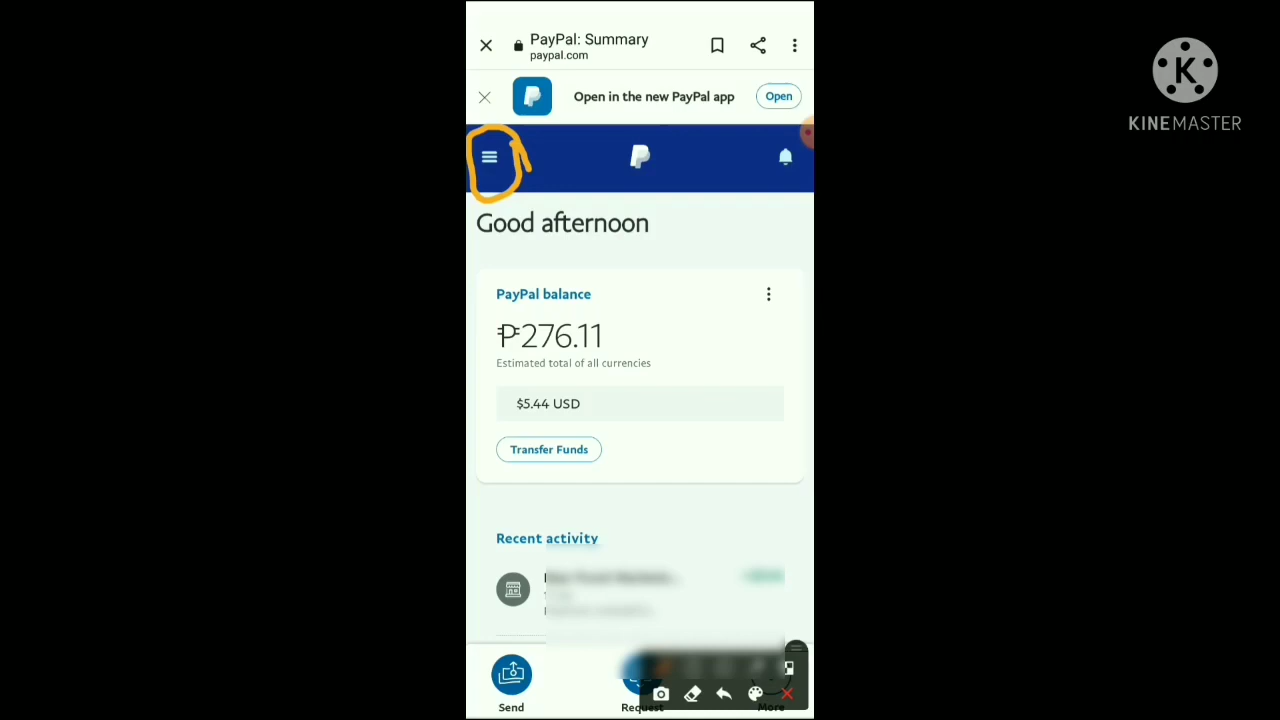 PayPal: Summary
paypal.com
Open in the new PayPal app
Open
K
KINEMASTER
Good afternoon
PayPal balance
₱276.11
Estimated total of all currencies
$5.44 USD
Transfer Funds
Recent activity
Send
Request
More